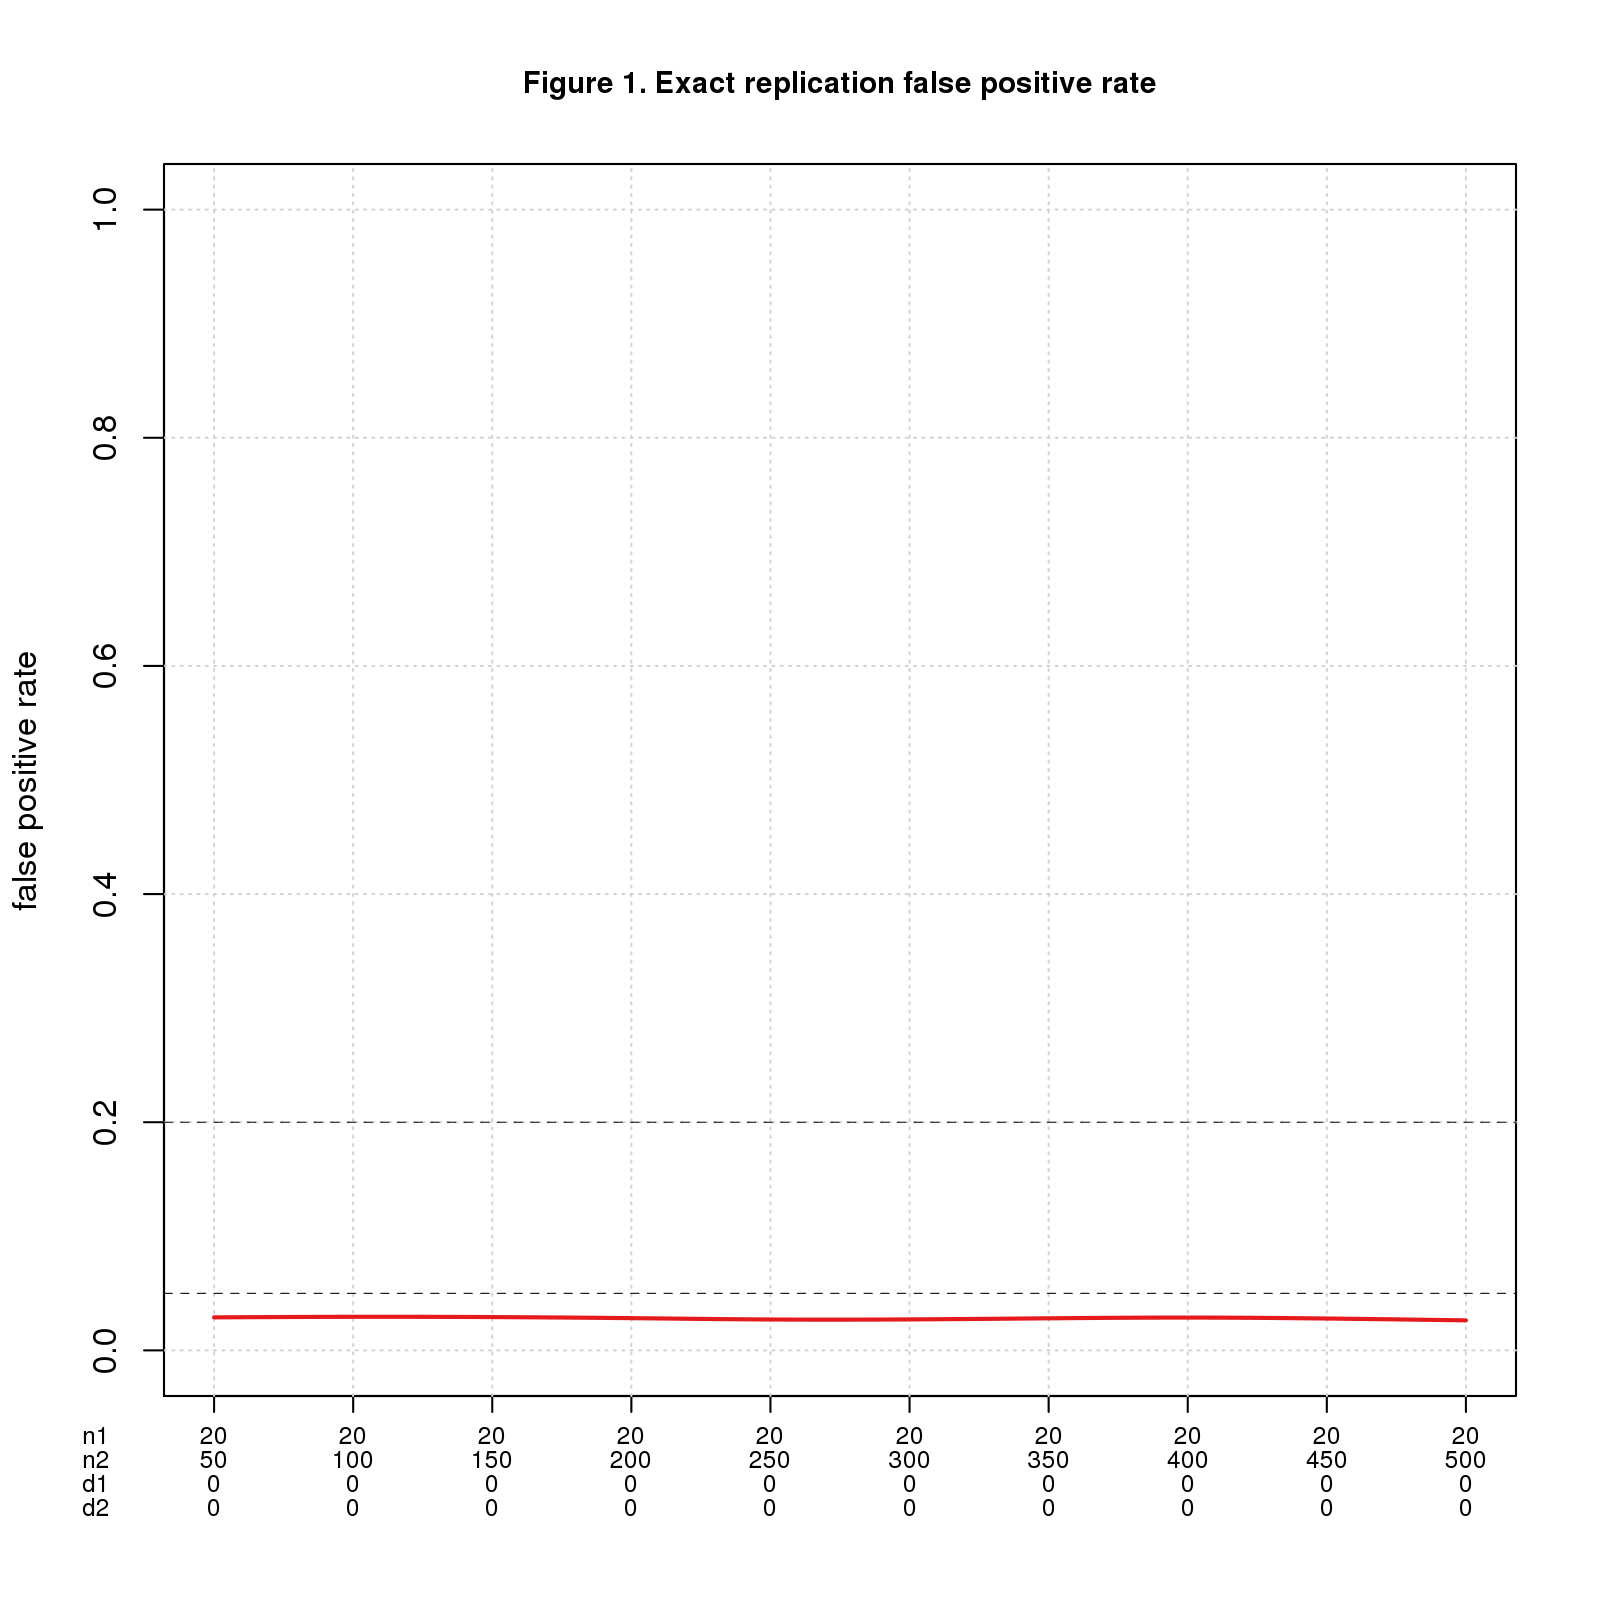 Figure 1. Exact replication false positive rate
false positive rate
1.0
0.8
0.6
0.4
0.2
0.0
n1 20 20 20 20 20 20 20 20 20 20
n2 50 100 150 200 250 300 350 400 450 500
d1 0 0 0 0 0 0 0 0 0 0
d2 0 0 0 0 0 0 0 0 0 0